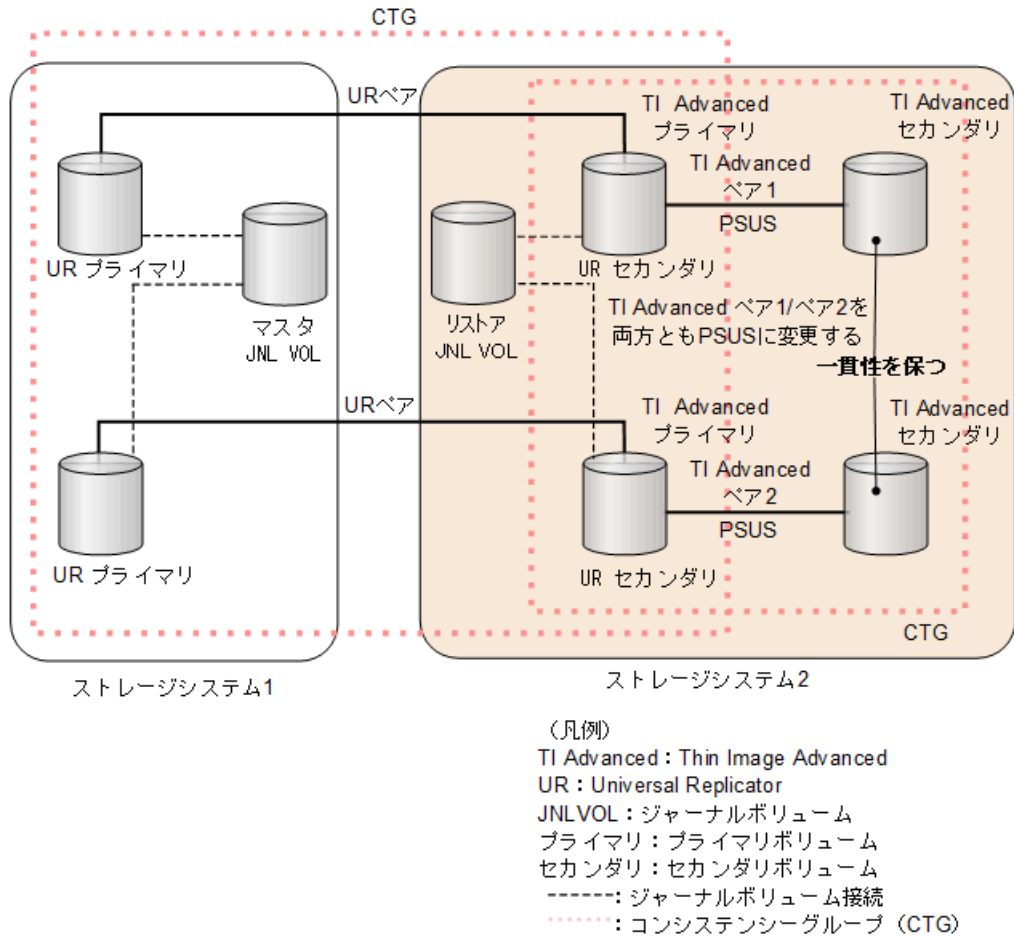 CTG
URペア
TI Advanced
プライマリ
TI Advanced
セカンダリ
TI Advanced
ペア1
PSUS
UR プライマリ
マスタ
JNL VOL
リストア
JNL VOL
UR セカンダリ
TI Advanced ペア1/ペア2を
両方ともPSUSに変更する
一貫性を保つ
URペア
TI Advanced
プライマリ
TI Advanced
セカンダリ
TI Advanced
ペア2
PSUS
UR プライマリ
UR セカンダリ
CTG
ストレージシステム1
ストレージシステム2
（凡例）
TI Advanced：Thin Image Advanced
UR：Universal Replicator
JNLVOL：ジャーナルボリューム
プライマリ：プライマリボリューム
セカンダリ：セカンダリボリューム
-------：ジャーナルボリューム接続
·······：コンシステンシーグループ（CTG）